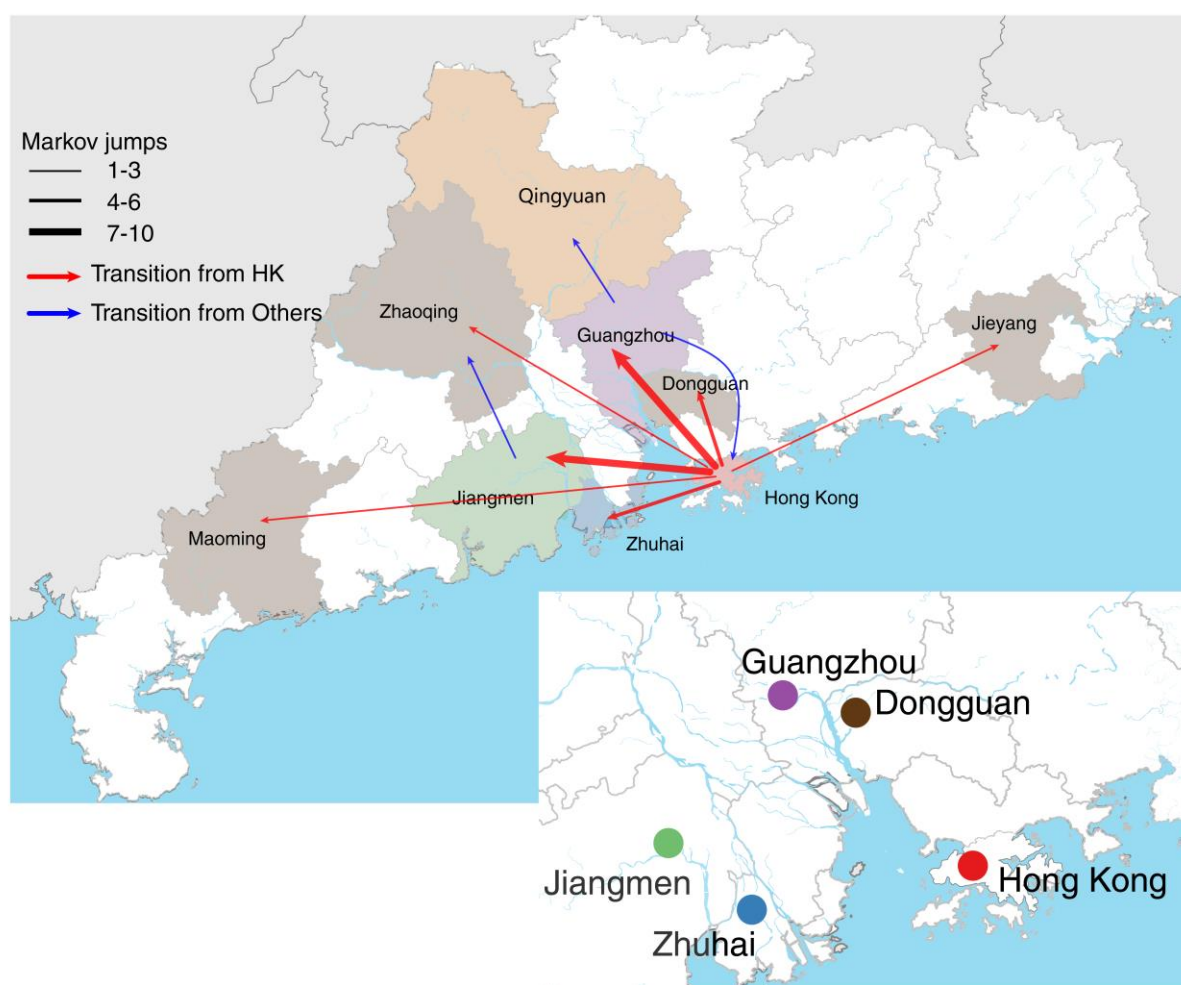 Markov jumps
1-3
4-6
7-10
Transition from HK
Transition from Others
Qingyuan
Zhaoqing
Guangzhou
Jieyang
Dongguan
Jiangmen
Hong Kong
Maoming
Zhuhai
Guangzhou
Dongguan
Jiangmen
Hong Kong
Zhuhai